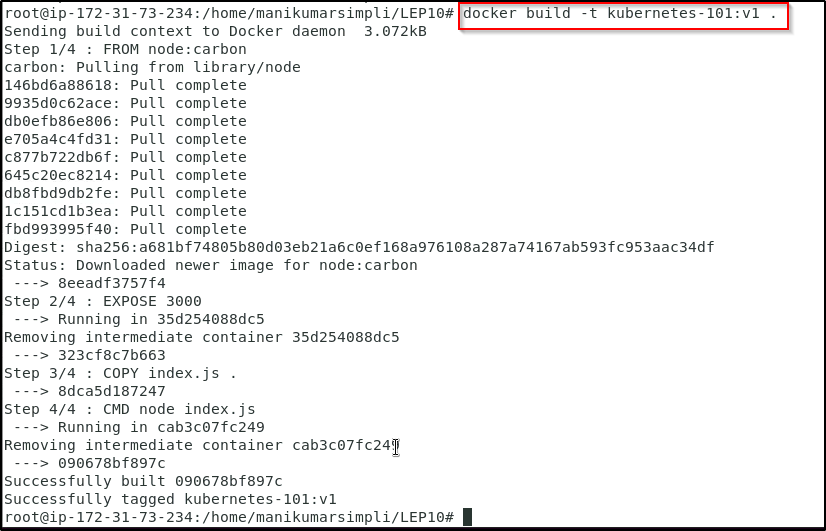 root@ip-172-31-73-234:/home/manikumarsimpli/LEP10# docker build -t kubernetes-101:v1 .
Sending build context to Docker daemon  3.072kB
Step 1/4 : FROM node:carbon
carbon: Pulling from library/node
146bd6a88618: Pull complete
9935d0c62ace: Pull complete
db0efb86e806: Pull complete
e705a4c4fd31: Pull complete
c877b722db6f: Pull complete
645c20ec8214: Pull complete
db8fbd9db2fe: Pull complete
1c151cd1b3ea: Pull complete
fbd993995f40: Pull complete
Digest: sha256:a681bf74805b80d03eb21a6c0ef168a976108a287a74167ab593fc953aac34df
Status: Downloaded newer image for node:carbon
 ---> 8eeadf3757f4
Step 2/4 : EXPOSE 3000
 ---> Running in 35d254088dc5
Removing intermediate container 35d254088dc5
 ---> 323cf8c7b663
Step 3/4 : COPY index.js .
 ---> 8dca5d187247
Step 4/4 : CMD node index.js
 ---> Running in cab3c07fc249
Removing intermediate container cab3c07fc249
 ---> 090678bf897c
Successfully built 090678bf897c
Successfully tagged kubernetes-101:v1
root@ip-172-31-73-234:/home/manikumarsimpli/LEP10#